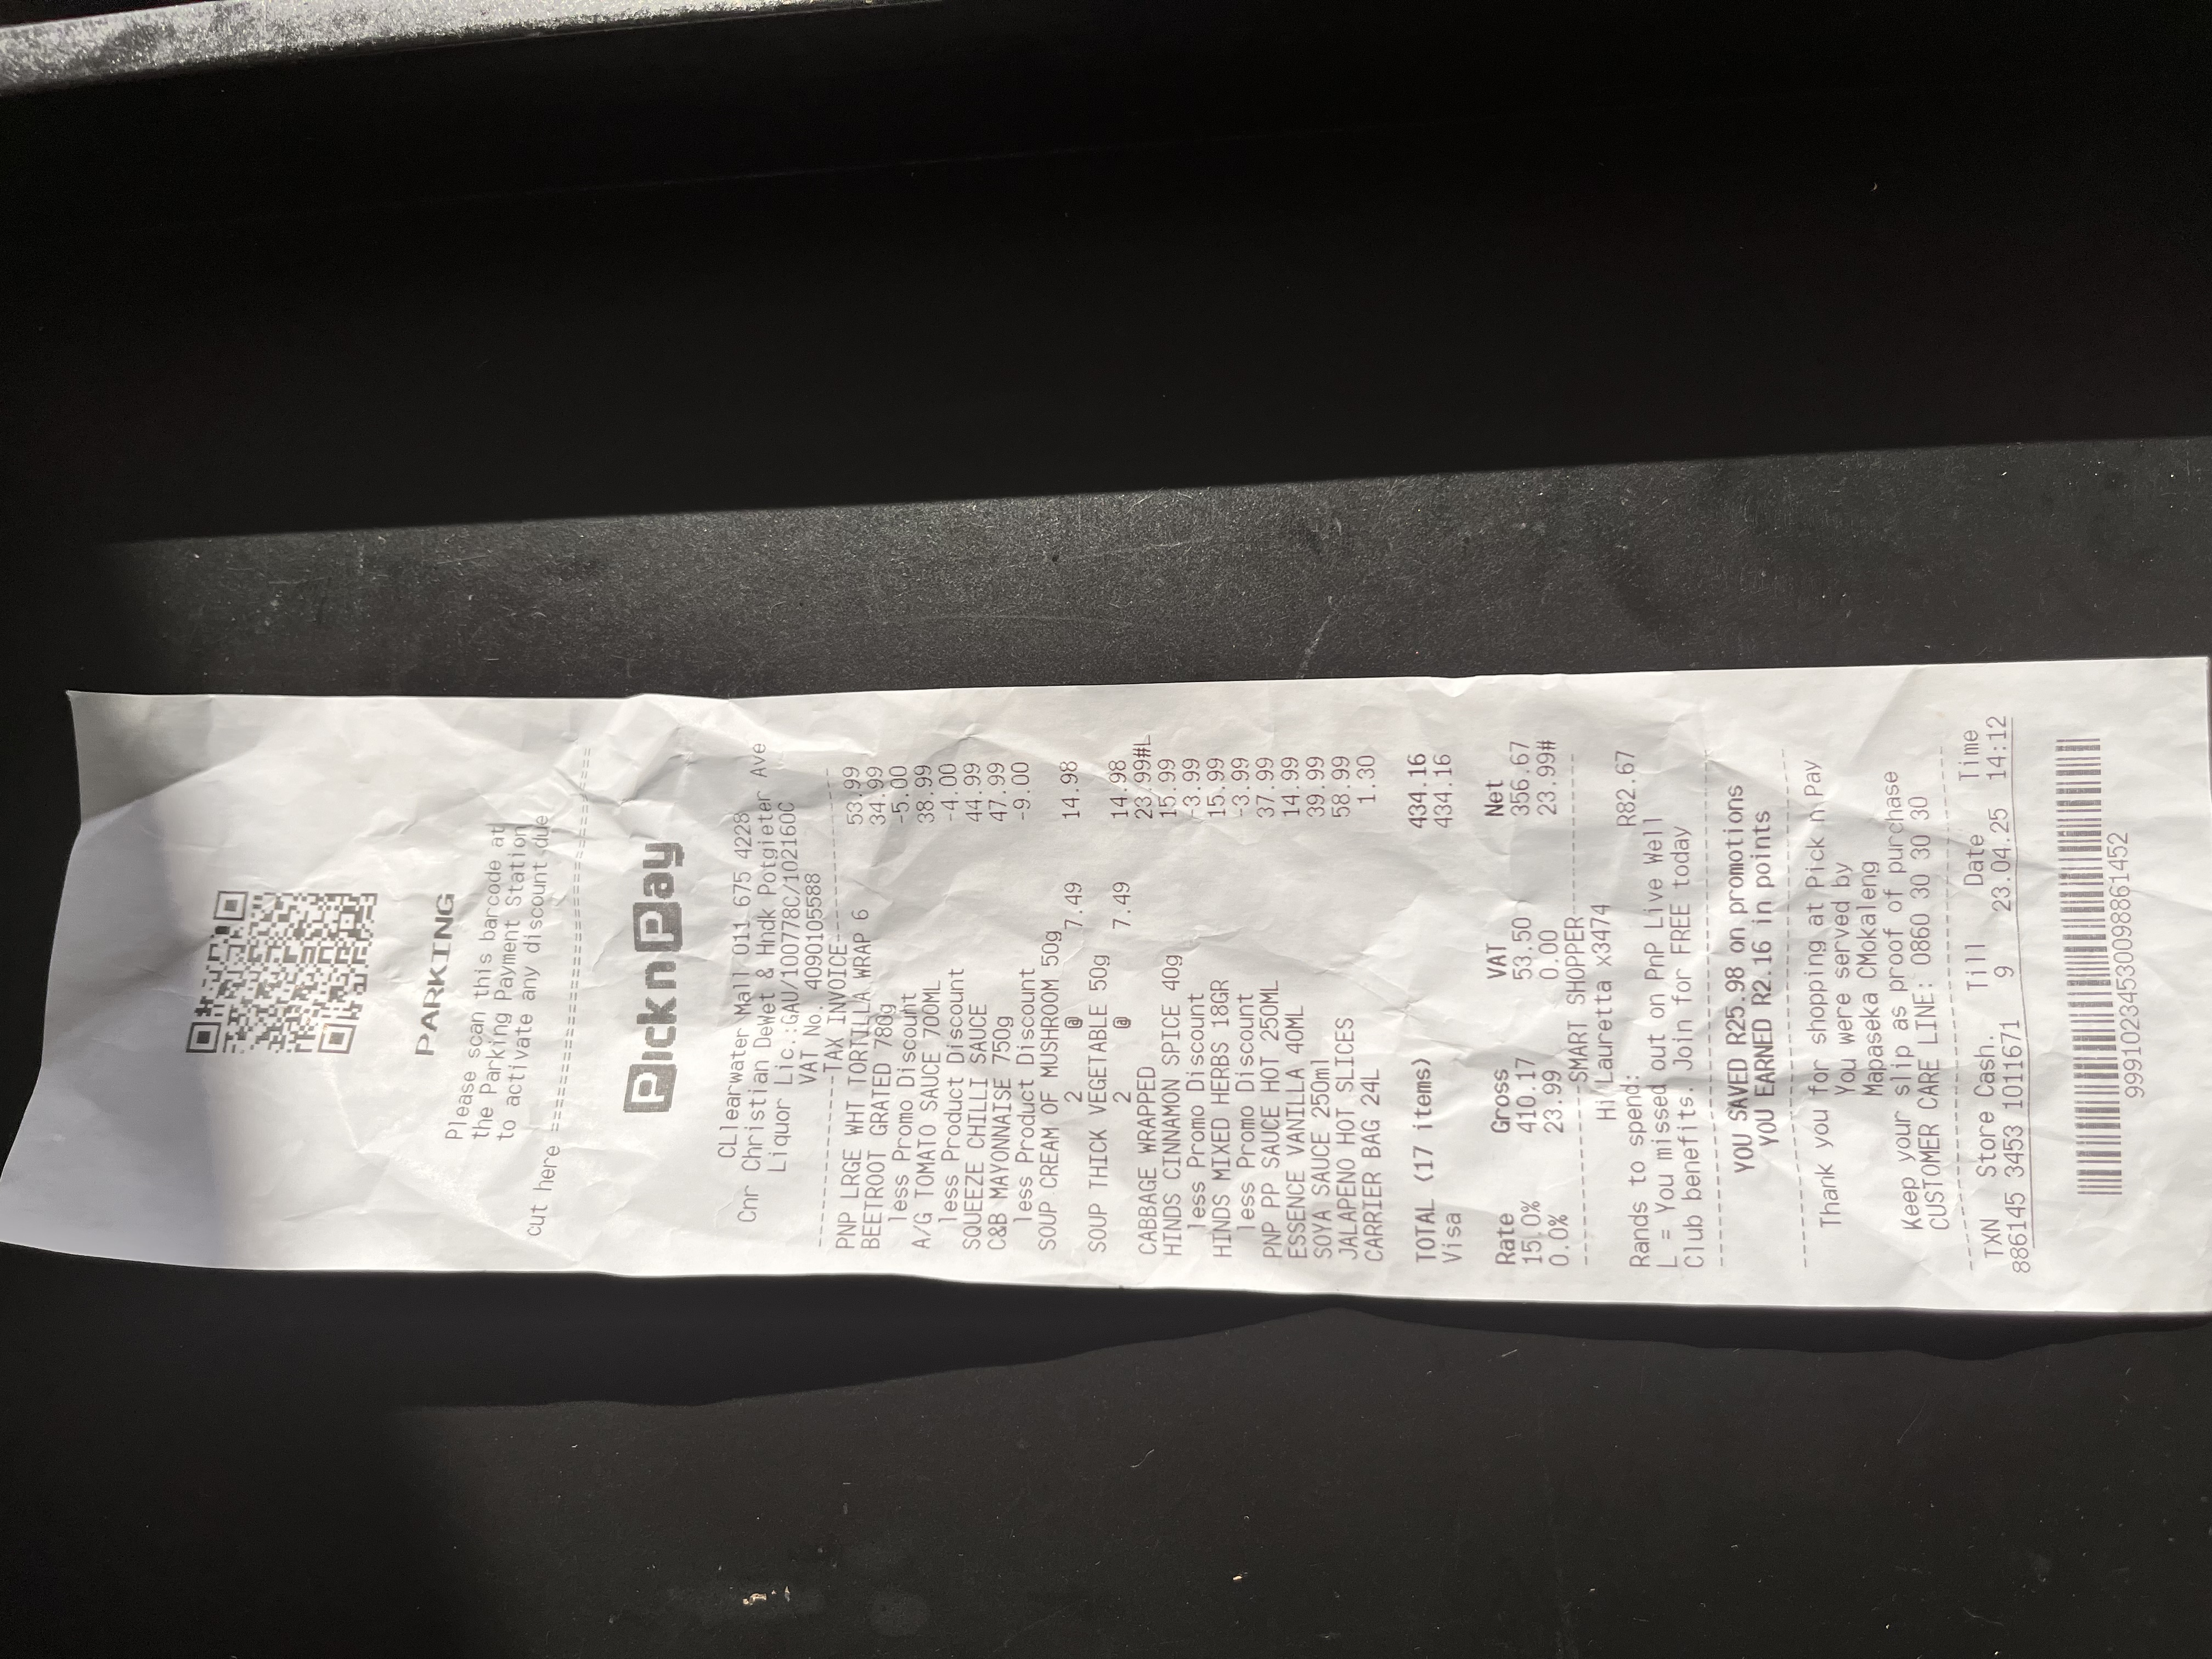 PARKING
Please scan this barcode at
the Parking Payment Station
to activate any discount due
cut here ================================
Pick n Pay
CLlearwater Mall 011 675 4228
Cnr Christian DeWet & Hndk Potgieter Ave
Liquor Lic.:GAU/100778C/102160C
VAT No. 4090105588
-------------TAX INVOICE-------------
PNP LRGE WHT TORTILLA WRAP 6 53.99
BEETROOT GRATED 780g 34.99
less Promo Discount -5.00
A/G TOMATO SAUCE 700ML 38.99
less Product Discount -4.00
SQUEEZE CHILLI SAUCE 44.99
C&B MAYONNAISE 750g 47.99
less Product Discount -9.00
SOUP CREAM OF MUSHROOM 50g
2 @ 7.49 14.98
SOUP THICK VEGETABLE 50g
2 @ 7.49 14.98
CABBAGE WRAPPED 23.99#L
HINDS CINNAMON SPICE 40g 15.99
less Promo Discount -3.99
HINDS MIXED HERBS 18GR 15.99
less Promo Discount -3.99
PNP PP SAUCE HOT 250ML 37.99
ESSENCE VANILLA 40ML 14.99
SOYA SAUCE 250ml 39.99
JALAPENO HOT SLICES 58.99
CARRIER BAG 24L 1.30
TOTAL (17 items) 434.16
Visa 434.16
Rate Gross VAT Net
15.0% 410.17 53.50 356.67
0.0% 23.99 0.00 23.99#
-------------SMART SHOPPER-------------
Hi Lauretta x3474
Rands to spend: R82.67
L = You missed out on PnP Live Well
Club benefits. Join for FREE today
----------------------------------------
YOU SAVED R25.98 on promotions
YOU EARNED R2.16 in points
----------------------------------------
Thank you for shopping at Pick n Pay
You were served by
Mapaseka CMokaleng
Keep your slip as proof of purchase
CUSTOMER CARE LINE: 0860 30 30 30
----------------------------------------
TXN Store Cash. Till Date Time
886145 3453 1011671 9 23.04.25 14:12
99910234530098861452